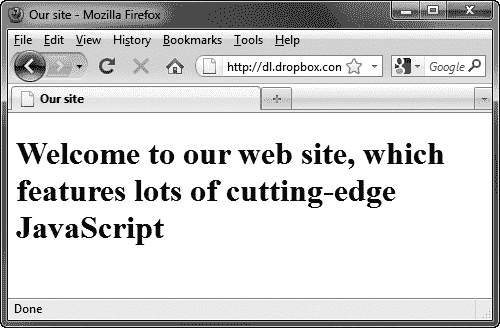 Our site - Mozilla Firefox
File Edit View History Bookmarks Tools Help
http://dl.dropbox.con Google
Our site
Welcome to our web site, which
features lots of cutting-edge
JavaScript
Done